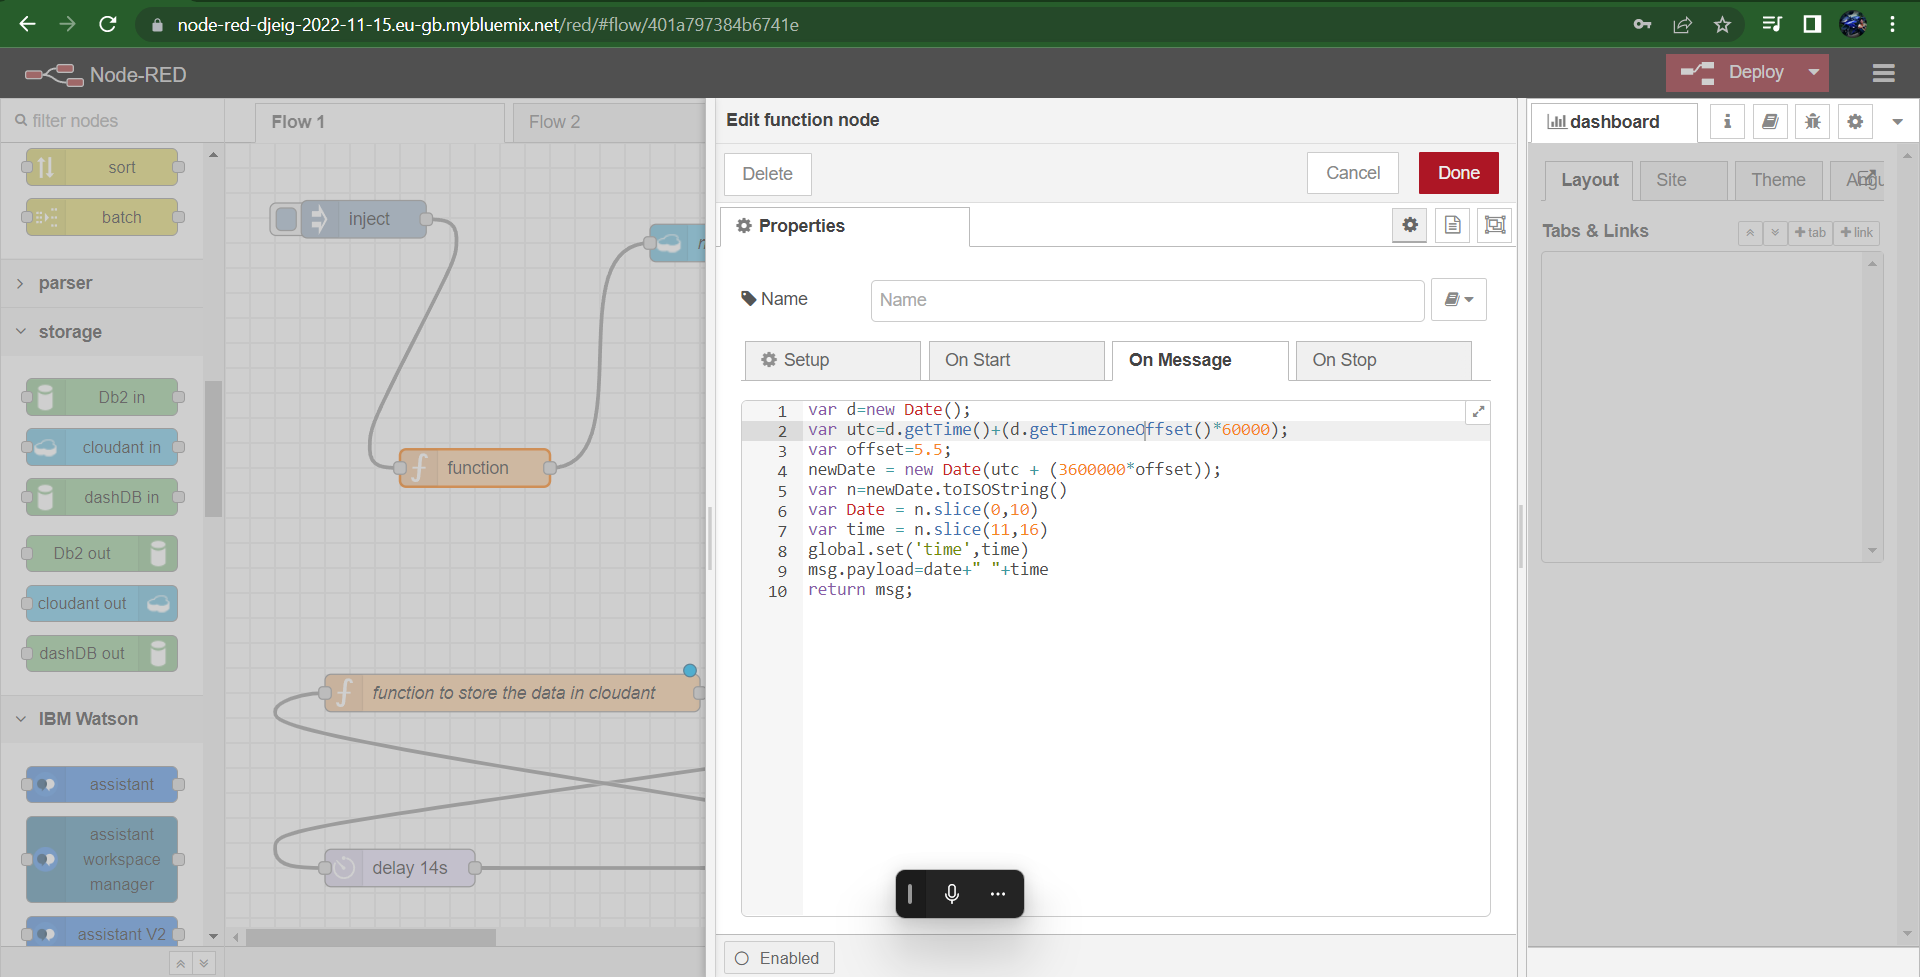 node-red-djeig-2022-11-15.eu-gb.mybluemix.net/red/#flow/401a797384b6741e
Node-RED
Deploy
filter nodes
sort
batch
parser
storage
Db2 in
cloudant in
dashDB in
Db2 out
cloudant out
dashDB out
IBM Watson
assistant
assistant
workspace
manager
assistant V2
Flow 1
Flow 2
inject
function
function to store the data in cloudant
delay 14s
Edit function node
Delete
Cancel
Done
Properties
Name
Name
Setup
On Start
On Message
On Stop
1 var d=new Date();
2 var utc=d.getTime()+(d.getTimezoneOffset()*60000);
3 var offset=5.5;
4 newDate = new Date(utc + (3600000*offset));
5 var n=newDate.toISOString()
6 var Date = n.slice(0,10)
7 var time = n.slice(11,16)
8 global.set('time',time)
9 msg.payload=date+" "+time
10 return msg;
Enabled
dashboard
Layout
Site
Theme
Tabs & Links
tab
link